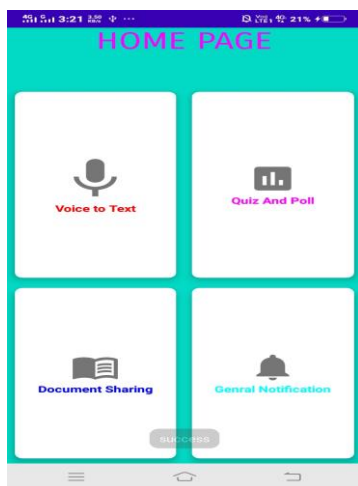 3:21
21%
HOME PAGE
Voice to Text
Quiz And Poll
Document Sharing
Genral Notification
success